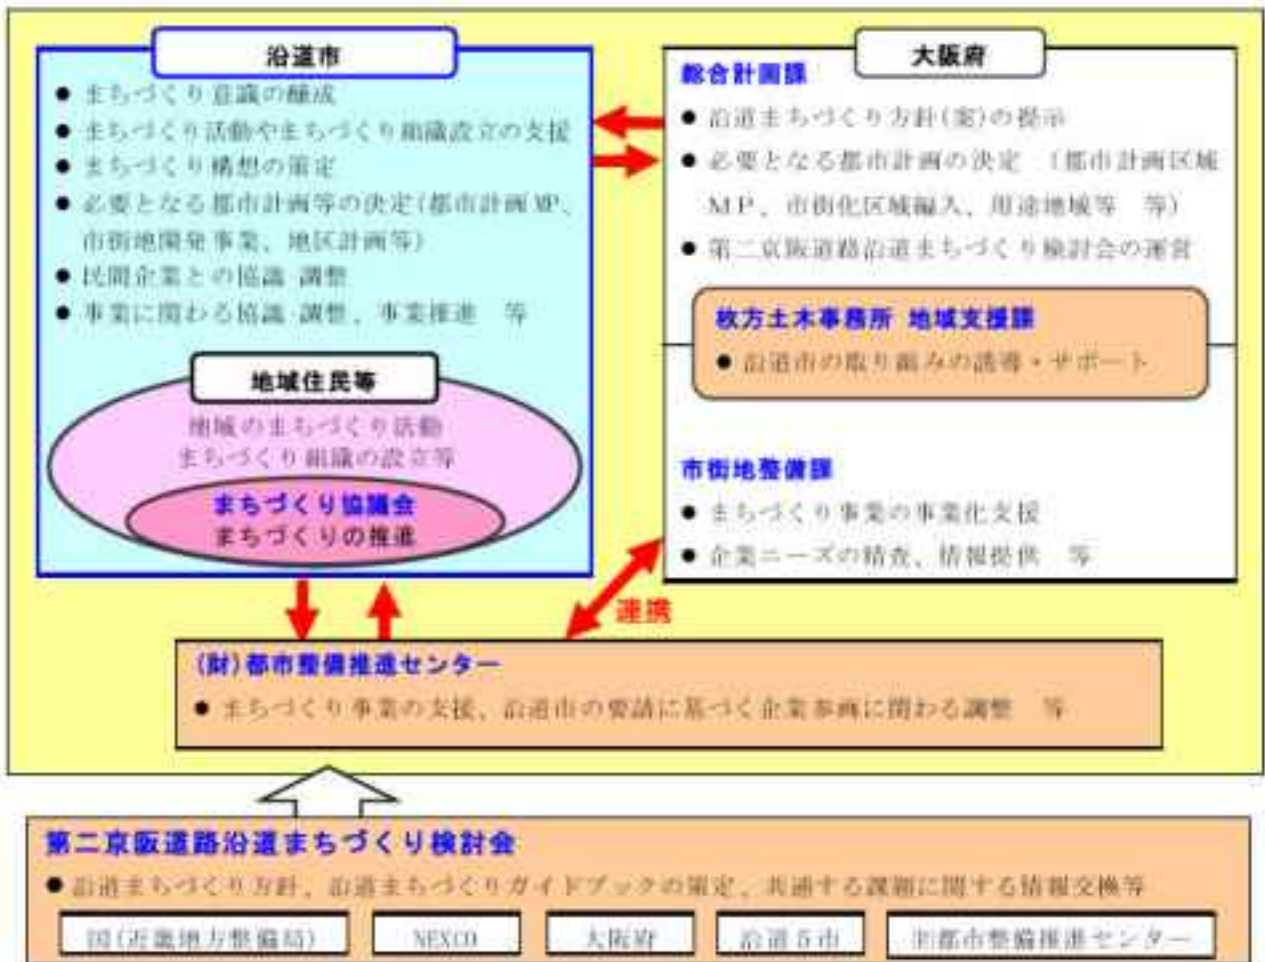 沿道市
● まちづくり意識の醸成
● まちづくり活動やまちづくり組織設立の支援
● まちづくり構想の策定
● 必要となる都市計画等の決定(都市計画MP、
市街地開発事業、地区計画等)
● 民間企業との協議 調整
● 事業に関わる協議 調整、事業推進 等
地域住民等
地域のまちづくり活動
まちづくり組織の設立等
まちづくり協議会
まちづくりの推進
大阪府
総合計画課
● 沿道まちづくり方針(案)の提示
● 必要となる都市計画の決定 (都市計画区域
MP、市街化区域編入、用途地域等 等)
● 第二京阪道路沿道まちづくり検討会の運営
枚方土木事務所 地域支援課
● 沿道市の取り組みの誘導・サポート
市街地整備課
● まちづくり事業の事業化支援
● 企業ニーズの精査、情報提供 等
連携
(財)都市整備推進センター
● まちづくり事業の支援、沿道市の要請に基づく企業参画に関わる調整 等
第二京阪道路沿道まちづくり検討会
● 沿道まちづくり方針、沿道まちづくりガイドブックの策定、共通する課題に関する情報交換等
国(近畿地方整備局)
NEXCO
大阪府
沿道5市
都市整備推進センター